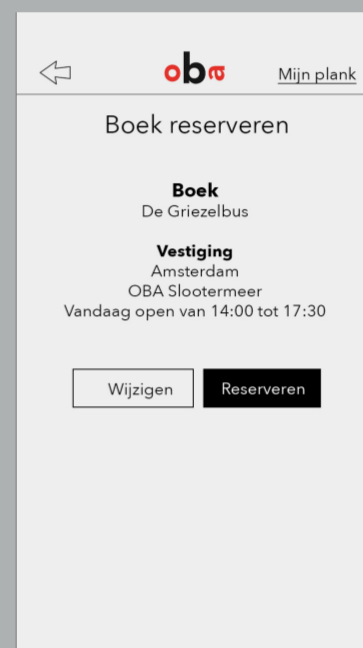 oba
Mijn plank
Boek reserveren
Boek
De Griezelbus
Vestiging
Amsterdam
OBA Slootermeer
Vandaag open van 14:00 tot 17:30
Wijzigen
Reserveren